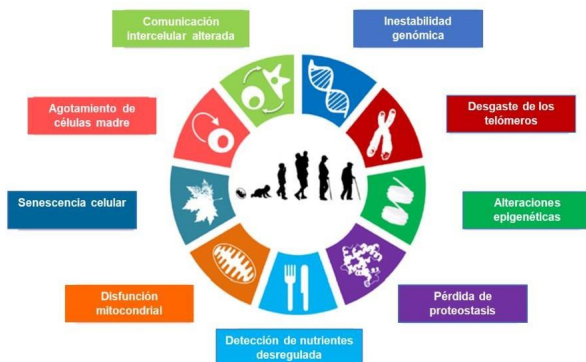 Comunicación
intercelular alterada
Inestabilidad
genómica
Agotamiento de
células madre
Desgaste de los
telómeros
Senescencia celular
Alteraciones
epigenéticas
Disfunción
mitocondrial
Pérdida de
proteostasis
Detección de nutrientes
desregulada